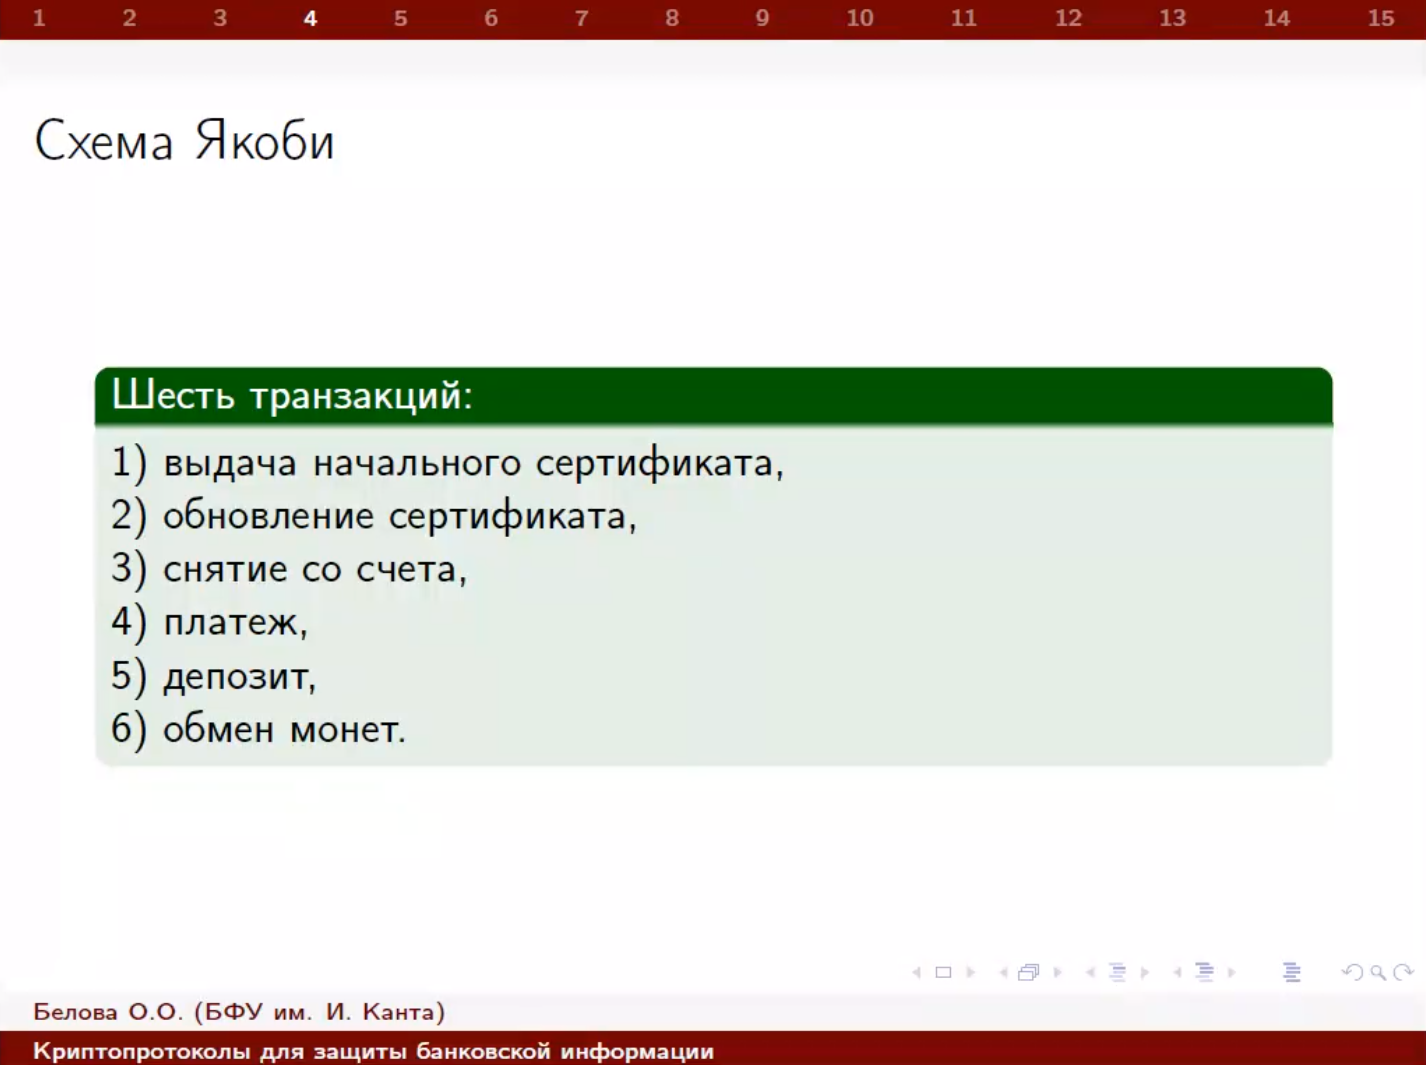 1 2 3 4 5 6 7 8 9 10 11 12 13 14 15
Схема Якоби
Шесть транзакций:
1) выдача начального сертификата,
2) обновление сертификата,
3) снятие со счета,
4) платеж,
5) депозит,
6) обмен монет.
Белова О.О. (БФУ им. И. Канта)
Криптопротоколы для защиты банковской информации